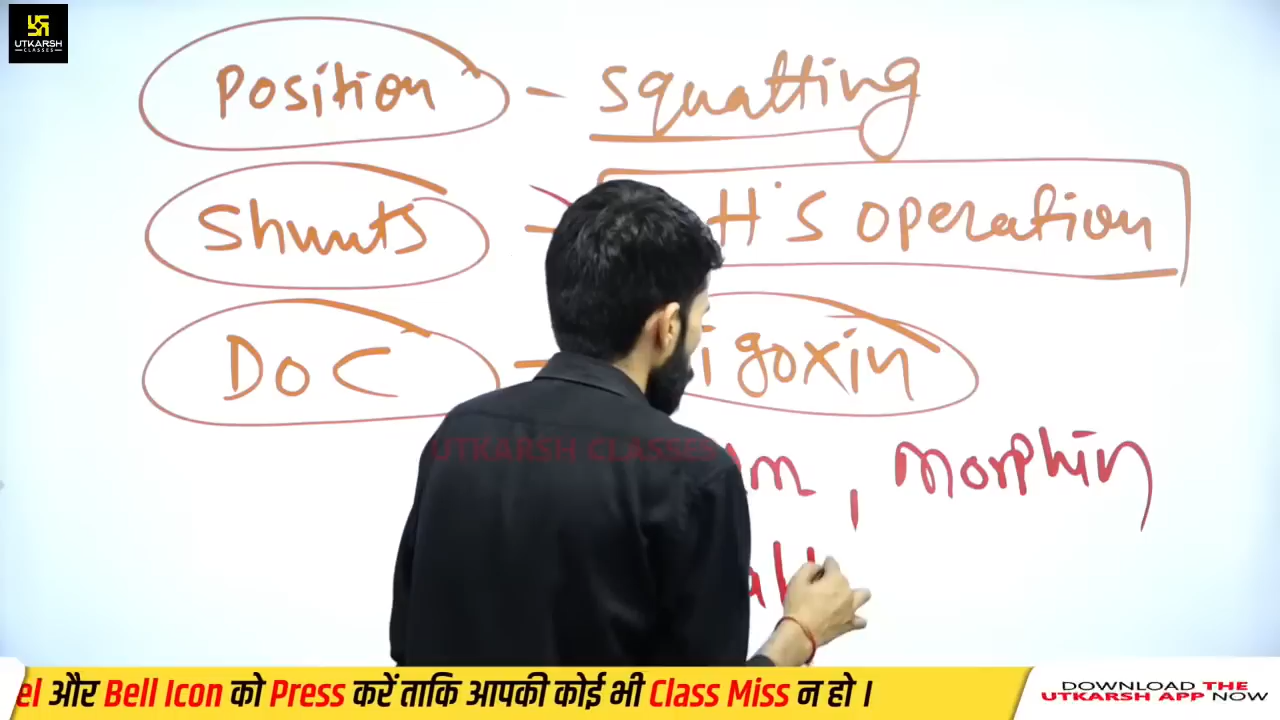 UTKARSH
CLASSES
Position - squatting
Shunts - H'S operation
DOC - igoxin
, Morphin
UTKARSH CLASSES
el और Bell Icon को Press करें ताकि आपकी कोई भी Class Miss न हो ।
DOWNLOAD THE
UTKARSH APP NOW